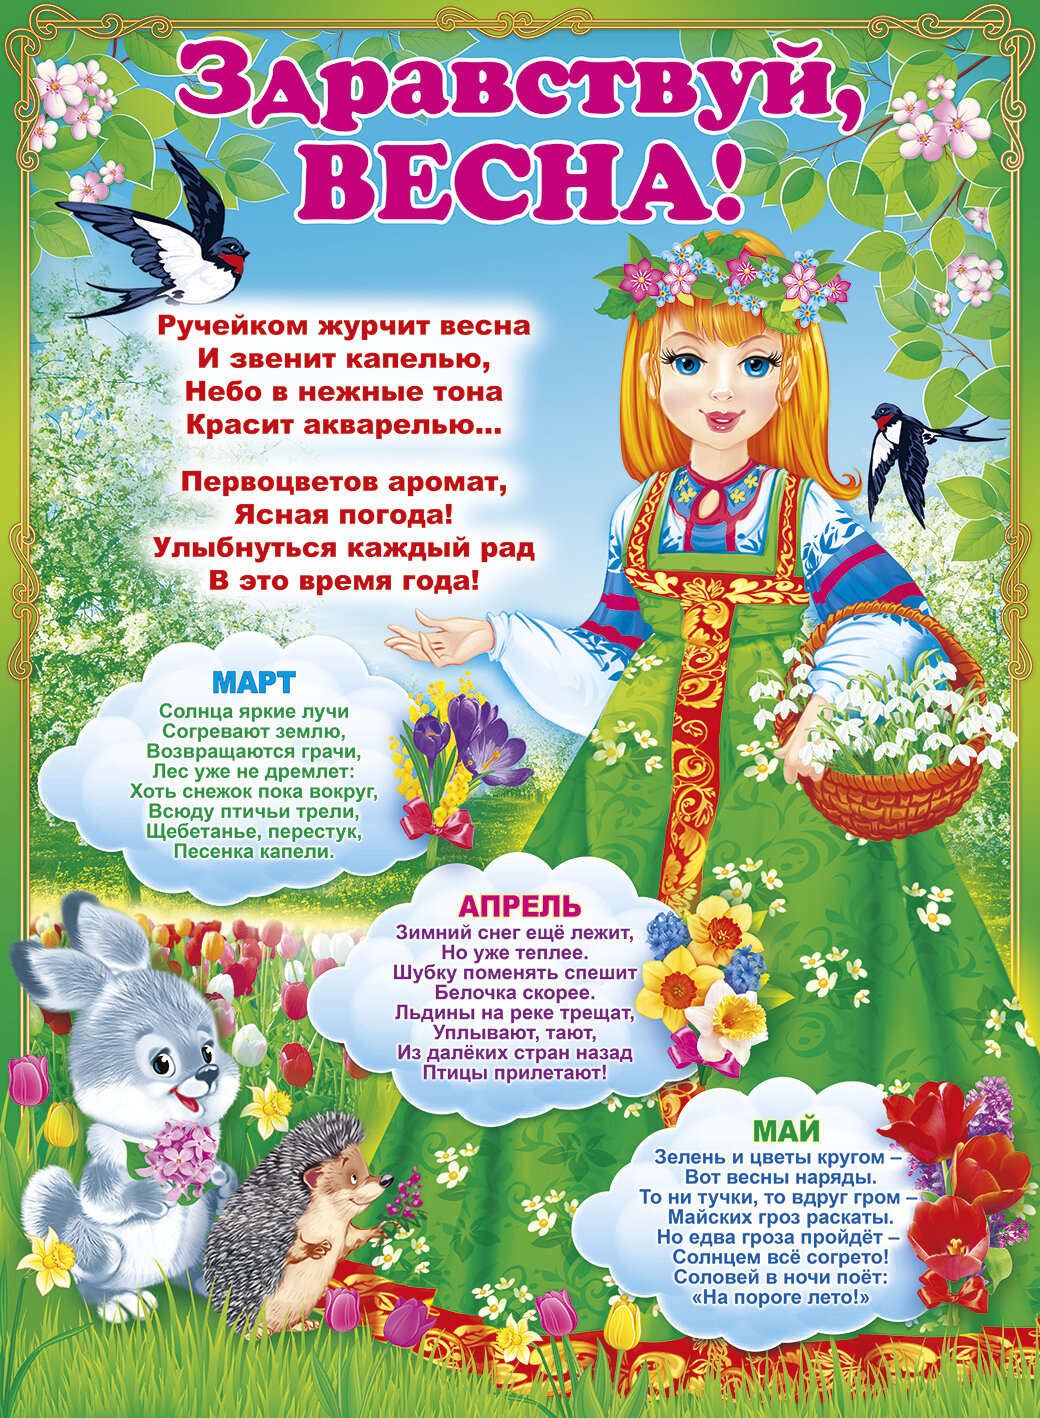 Здравствуй,
ВЕСНА!
Ручейком журчит весна
И звенит капелью,
Небо в нежные тона
Красит акварелью...
Первоцветов аромат,
Ясная погода!
Улыбнуться каждый рад
В это время года!
МАРТ
Солнца яркие лучи
Согревают землю,
Возвращаются грачи,
Лес уже не дремлет:
Хоть снежок пока вокруг,
Всюду птичьи трели,
Щебетанье, перестук,
Песенка капели.
АПРЕЛЬ
Зимний снег ещё лежит,
Но уже теплее.
Шубку поменять спешит
Белочка скорее.
Льдины на реке трещат,
Уплывают, тают,
Из далёких стран назад
Птицы прилетают!
МАЙ
Зелень и цветы кругом –
Вот весны наряды.
То ни тучки, то вдруг гром –
Майских гроз раскаты.
Но едва гроза пройдёт –
Солнцем всё согрето!
Соловей в ночи поёт:
«На пороге лето!»